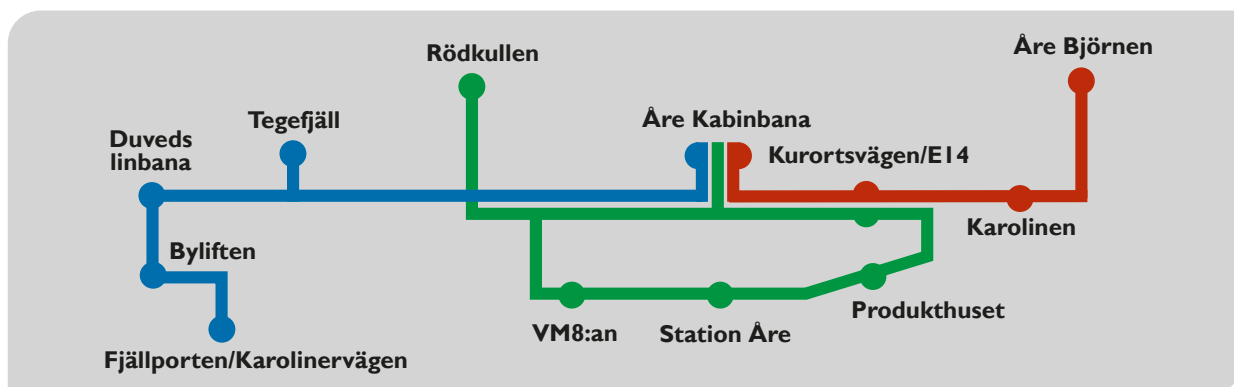 Åre Björnen
Rödkullen
Tegefjäll
Åre Kabinbana
Duveds
linbana
Kurortsvägen/E14
Karolinen
Byliften
Produkthuset
VM8:an
Station Åre
Fjällporten/Karolinervägen